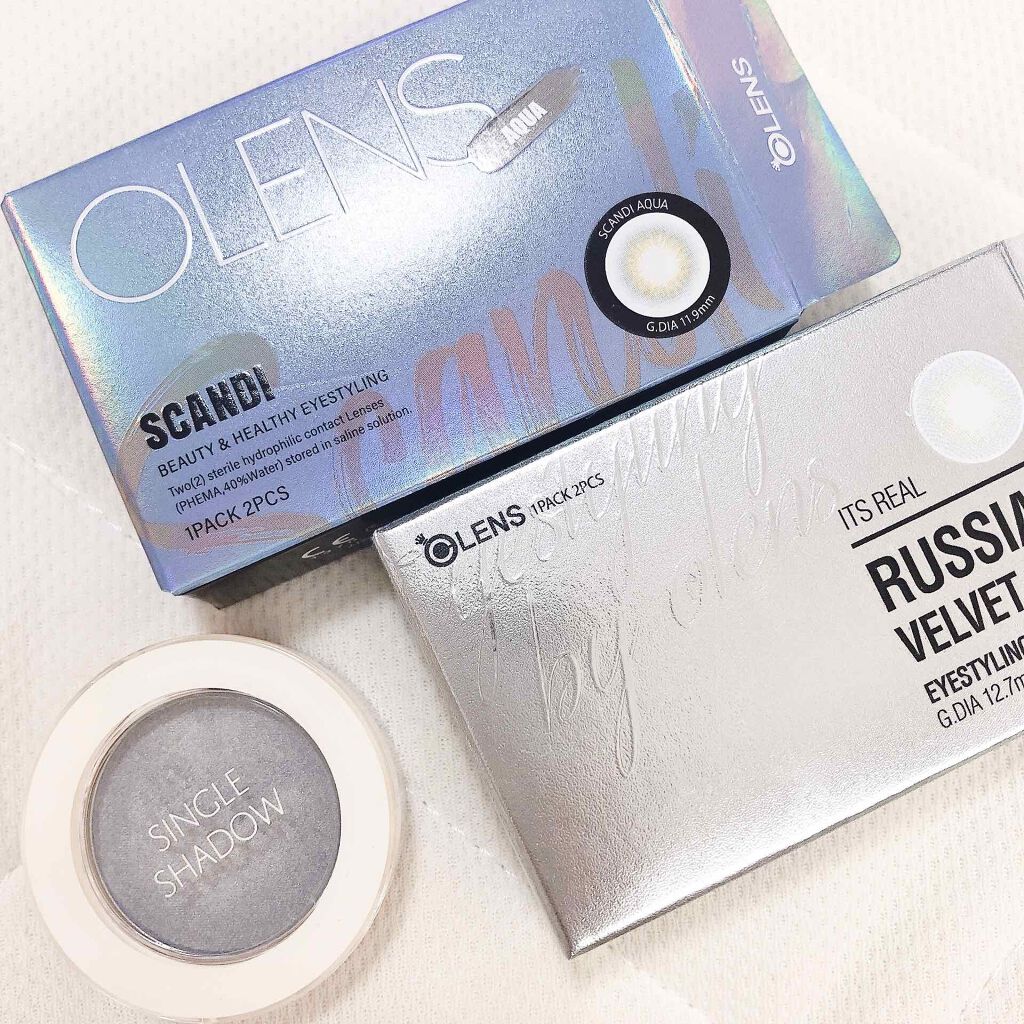 OLENS
AQUA
OLENS
SCANDI AQUA
G.DIA 11.9mm
Scandi
SCANDI
BEAUTY & HEALTHY EYESTYLING
Two(2) sterile hydrophilic contact Lenses
(PHEMA,40%Water) stored in saline solution.
1PACK 2PCS
OLENS 1PACK 2PCS
eyestyling
by olens
ITS REAL
RUSSIA
VELVET
EYESTYLING
G.DIA 12.7m
SINGLE
SHADOW